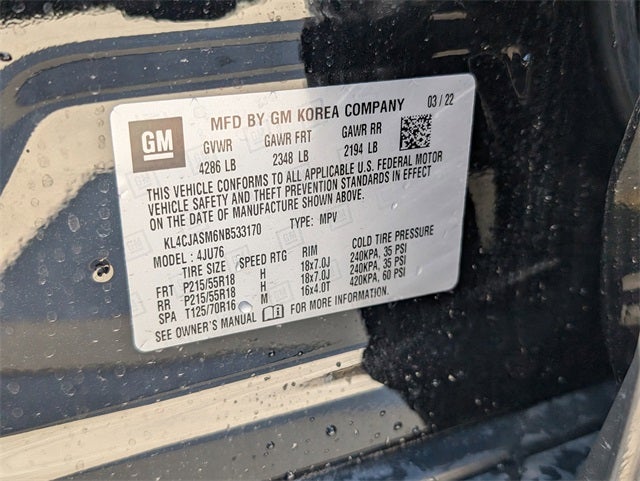 GM
MFD BY GM KOREA COMPANY 03 / 22
GVWR GAWR FRT GAWR RR
4286 LB 2348 LB 2194 LB
THIS VEHICLE CONFORMS TO ALL APPLICABLE U.S. FEDERAL MOTOR
VEHICLE SAFETY AND THEFT PREVENTION STANDARDS IN EFFECT
ON THE DATE OF MANUFACTURE SHOWN ABOVE.
KL4CJASM6NB533170 TYPE: MPV
MODEL : 4JU76
TIRE SIZE SPEED RTG RIM COLD TIRE PRESSURE
FRT P215/55R18 H 18x7.0J 240KPA, 35 PSI
RR P215/55R18 H 18x7.0J 240KPA, 35 PSI
SPA T125/70R16 M 16x4.0T 420KPA, 60 PSI
SEE OWNER'S MANUAL FOR MORE INFORMATION.